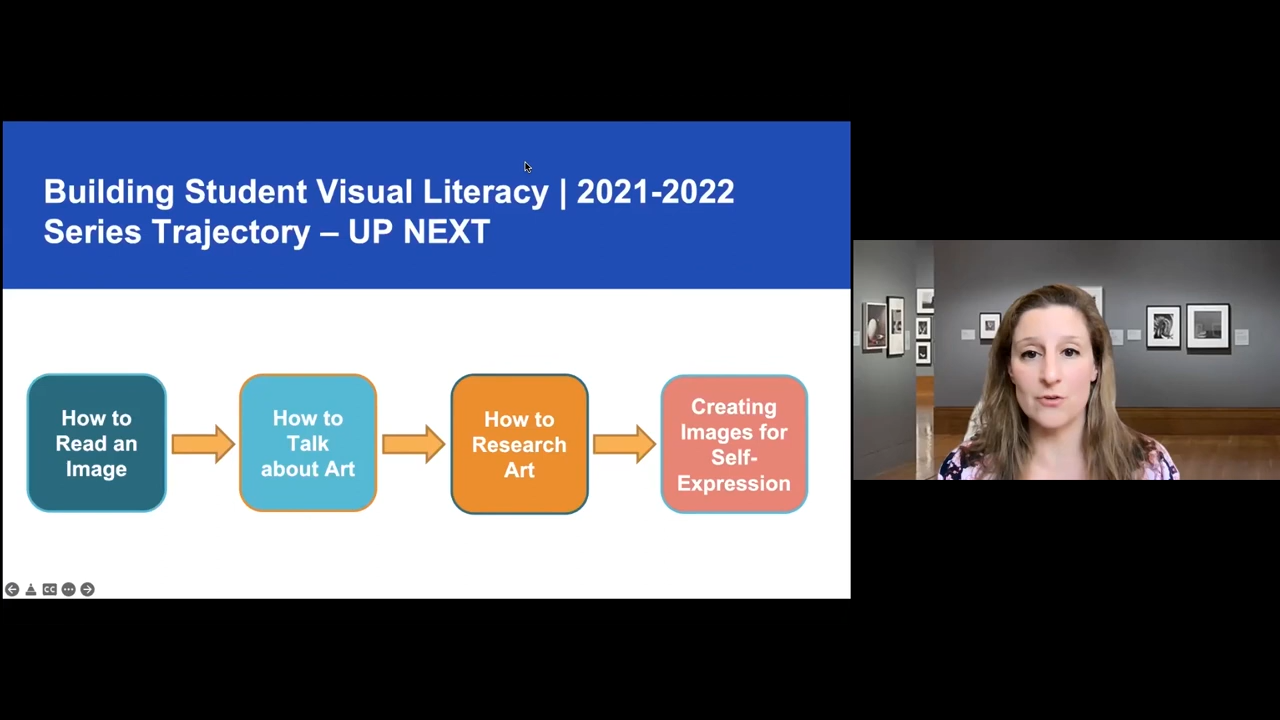 Building Student Visual Literacy | 2021-2022
Series Trajectory – UP NEXT
How to
Read an
Image
How to
Talk
about Art
How to
Research
Art
Creating
Images for
Self-
Expression
CC